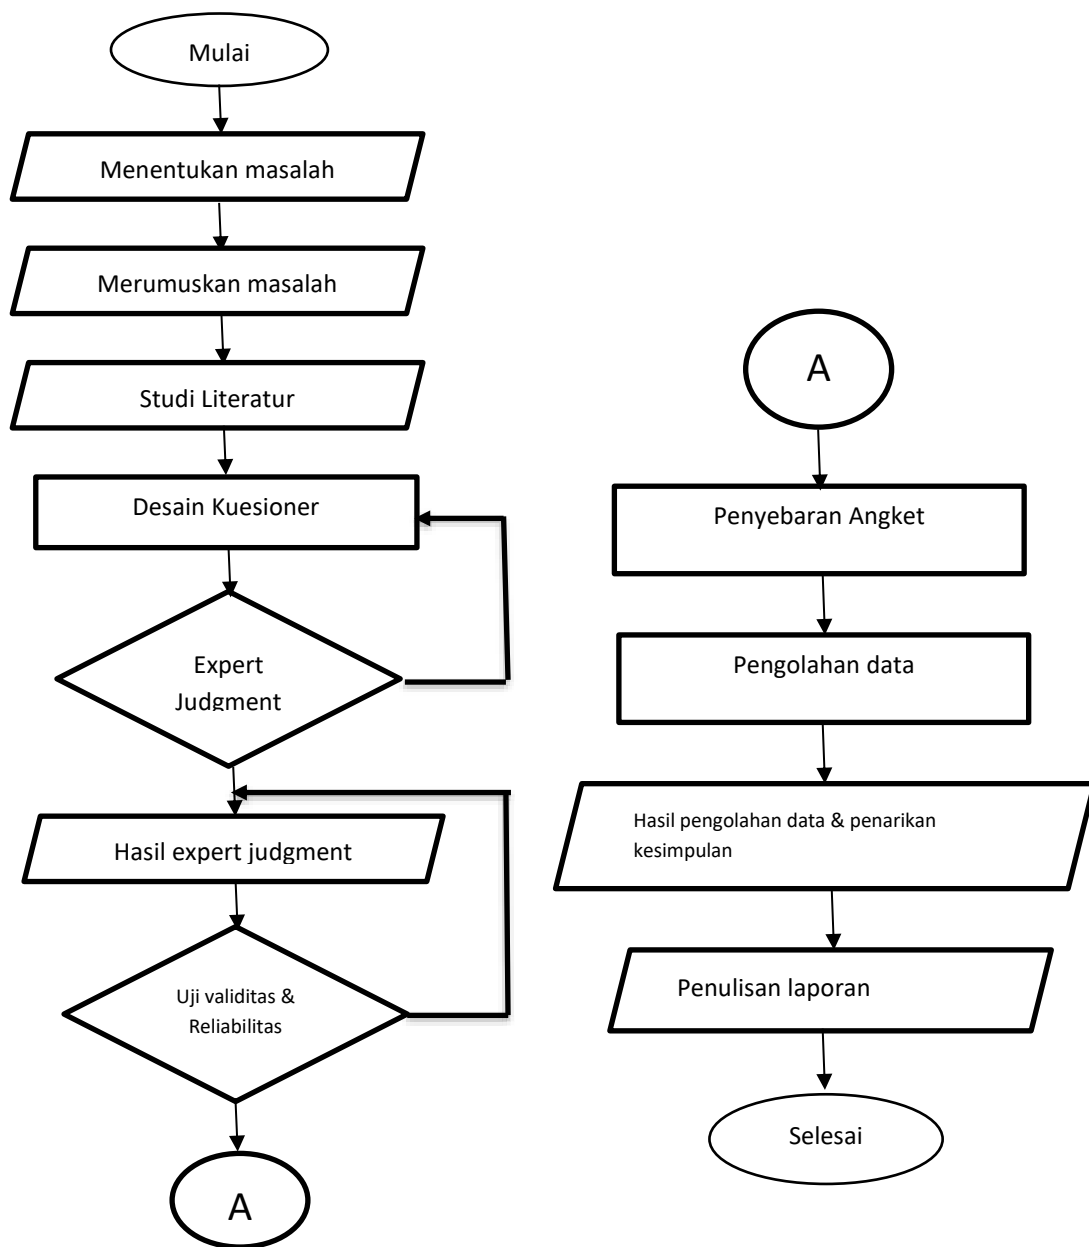 Mulai
Menentukan masalah
Merumuskan masalah
Studi Literatur
Desain Kuesioner
Expert
Judgment
Hasil expert judgment
Uji validitas &
Reliabilitas
A
A
Penyebaran Angket
Pengolahan data
Hasil pengolahan data & penarikan
kesimpulan
Penulisan laporan
Selesai